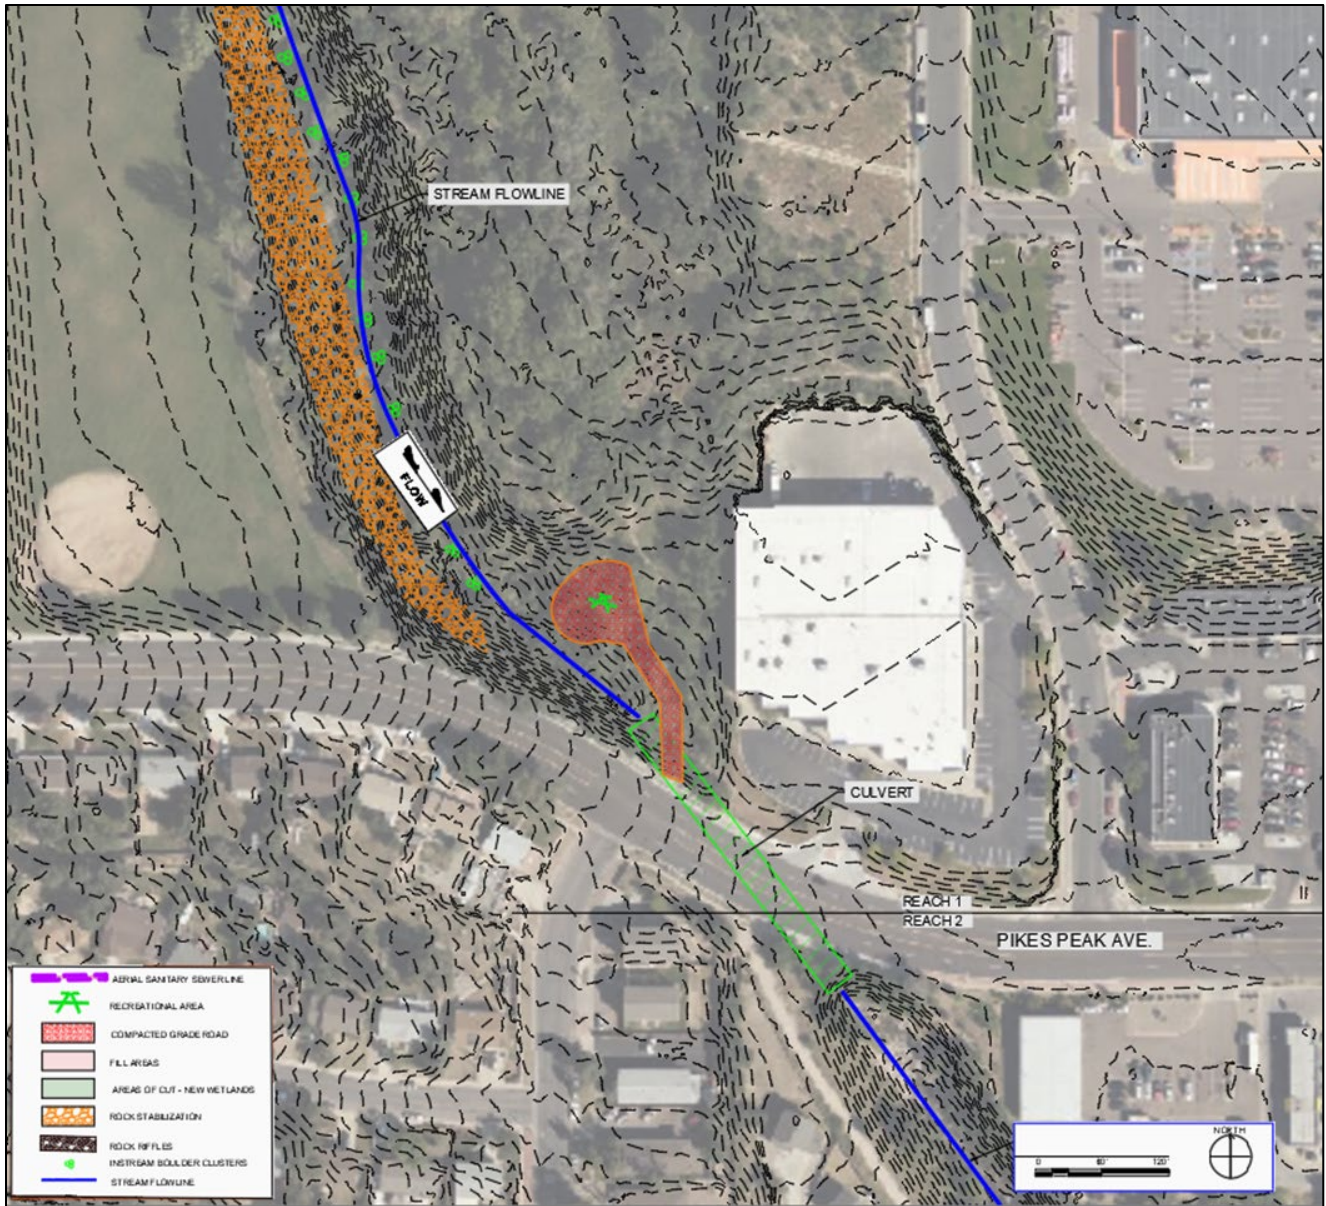 STREAM FLOWLINE
FLOW
CULVERT
REACH 1
REACH 2
PIKES PEAK AVE.
AERIAL SANITARY SEWERLINE
RECREATIONAL AREA
COMPACTED GRADE ROAD
FILL AREAS
AREAS OF CUT - NEW WETLANDS
ROCK STABILIZATION
ROCK RIFFLES
INSTREAM BOULDER CLUSTERS
STREAM FLOWLINE
NORTH
0 60' 120'